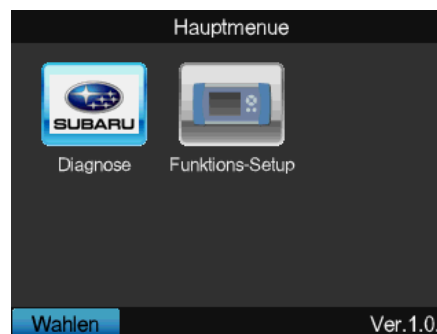 Hauptmenue
SUBARU
Diagnose
Funktions-Setup
Wahlen
Ver.1.0